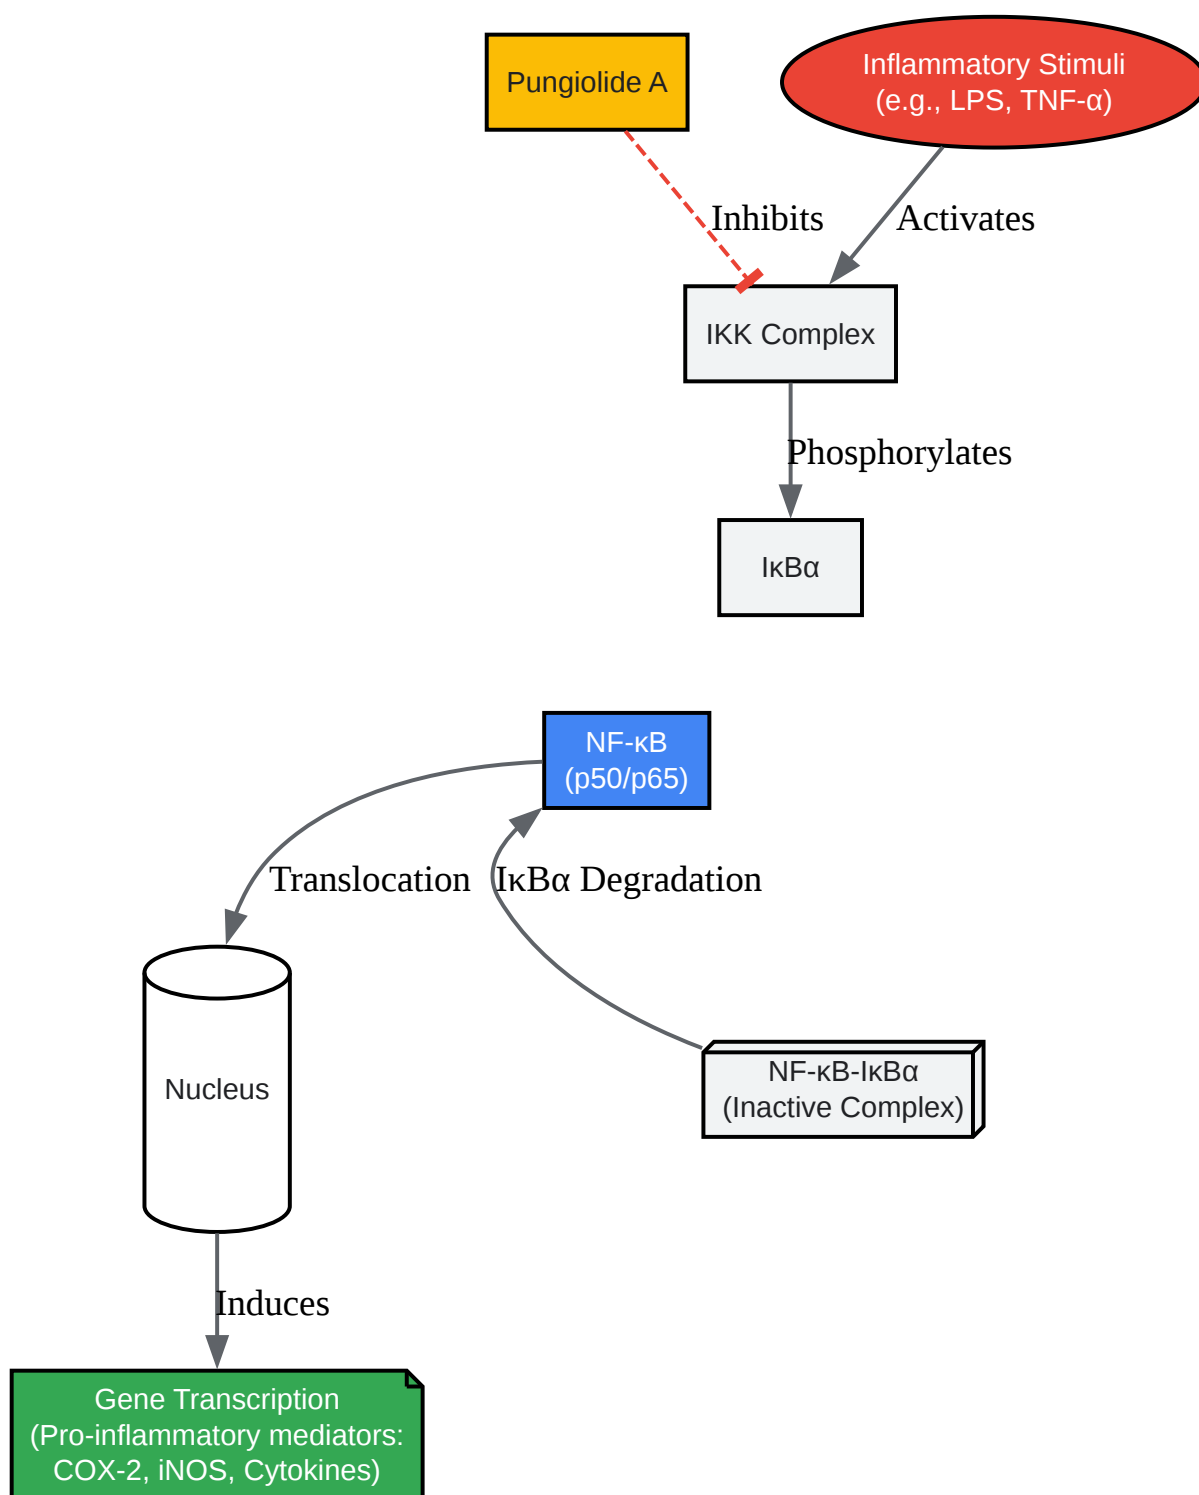 Pungiolide A
Inflammatory Stimuli
(e.g., LPS, TNF-α)
Inhibits
Activates
IKK Complex
Phosphorylates
IκBα
NF-κB
(p50/p65)
Translocation
IκBα Degradation
Nucleus
NF-κB-IκBα
(Inactive Complex)
Induces
Gene Transcription
(Pro-inflammatory mediators:
COX-2, iNOS, Cytokines)